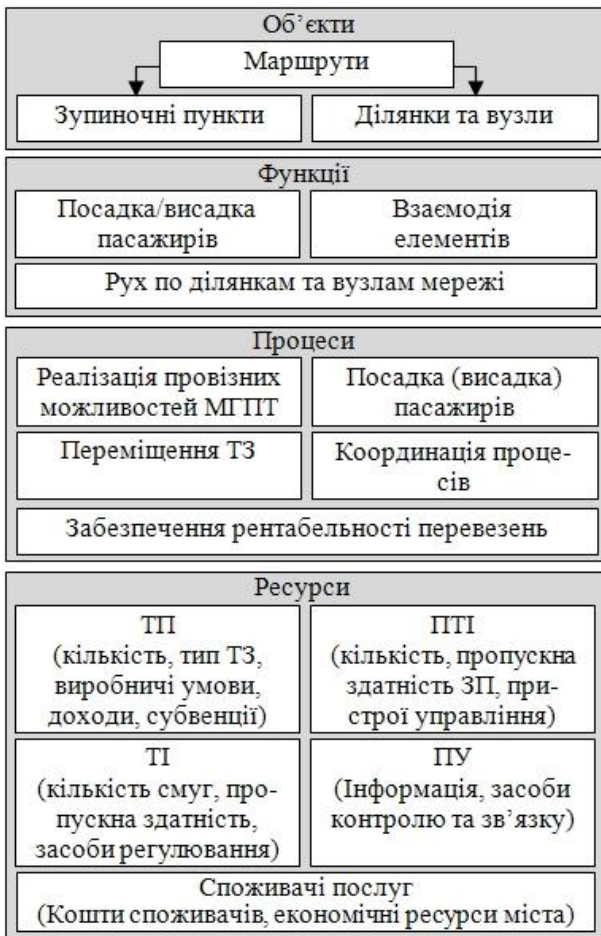 Об’єкти
Маршрути
Зупиночні пункти
Ділянки та вузли
Функції
Посадка/висадка
пасажирів
Взаємодія
елементів
Рух по ділянкам та вузлам мережі
Процеси
Реалізація провізних
можливостей МГПТ
Посадка (висадка)
пасажирів
Переміщення ТЗ
Координація проце-
сів
Забезпечення рентабельності перевезень
Ресурси
ТП
(кількість, тип ТЗ,
виробничі умови,
доходи, субвенції)
ПТІ
(кількість, пропускна
здатність ЗП, при-
строї управління)
ТІ
(кількість смуг, про-
пускна здатність,
засоби регулювання)
ПУ
(Інформація, засоби
контролю та зв’язку)
Споживачі послуг
(Кошти споживачів, економічні ресурси міста)